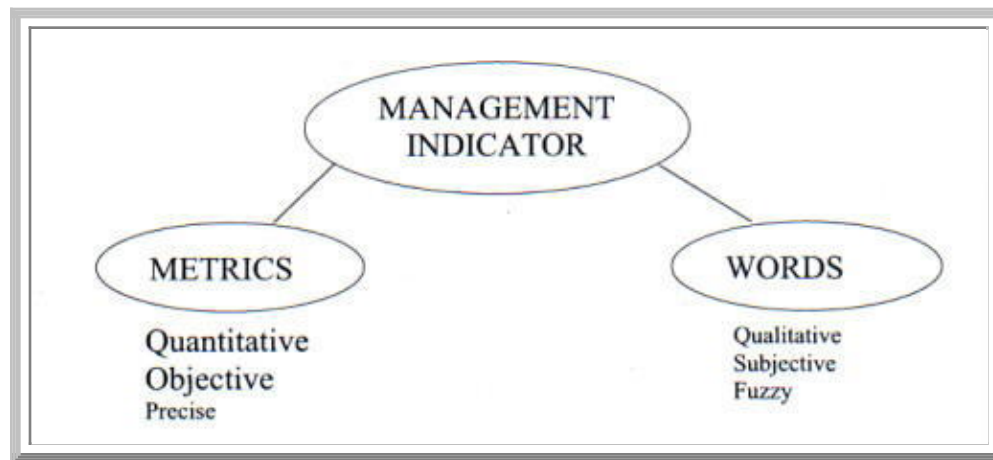 MANAGEMENT
INDICATOR
METRICS
Quantitative
Objective
Precise
WORDS
Qualitative
Subjective
Fuzzy